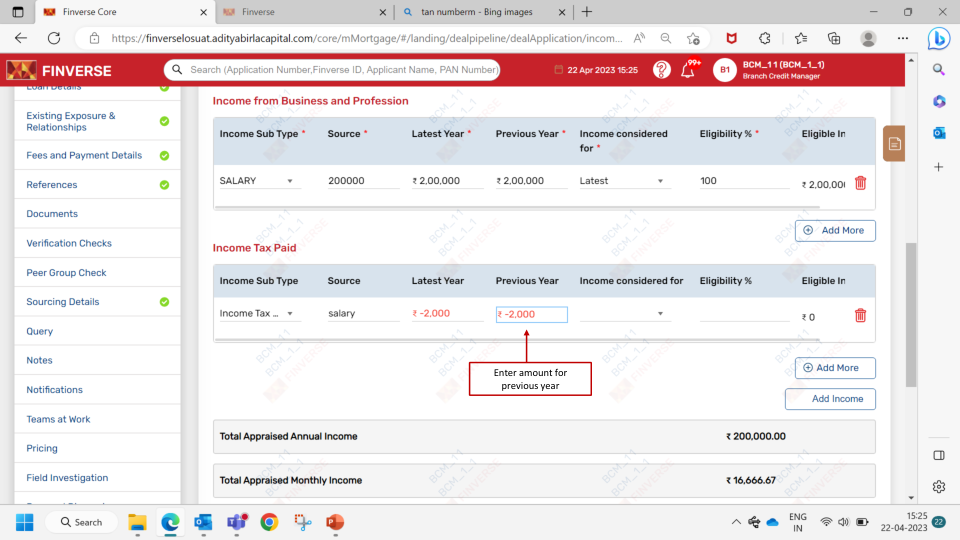 Finverse Core
Finverse
tan numberm - Bing images
https://finverselosuat.adityabirlacapital.com/core/mMortgage/#/landing/dealpipeline/dealApplication/incom...
FINVERSE
Search (Application Number,Finverse ID, Applicant Name, PAN Number)
22 Apr 2023 15:25
99+
B1
BCM_1 1 (BCM_1_1)
Branch Credit Manager
Loan Details
Existing Exposure &
Relationships
Fees and Payment Details
References
Documents
Verification Checks
Peer Group Check
Sourcing Details
Query
Notes
Notifications
Teams at Work
Pricing
Field Investigation
Income from Business and Profession
Income Sub Type * Source * Latest Year * Previous Year * Income considered for * Eligibility % * Eligible In
SALARY 200000 ₹ 2,00,000 ₹ 2,00,000 Latest 100 ₹ 2,00,00
Add More
Income Tax Paid
Income Sub Type Source Latest Year Previous Year Income considered for Eligibility % Eligible In
Income Tax ... salary ₹ -2,000 ₹ -2,000 ₹ 0
Enter amount for
previous year
Add More
Add Income
Total Appraised Annual Income ₹ 200,000.00
Total Appraised Monthly Income ₹ 16,666.67
BCM_1 1
BCM_1_1
FINVERSE
Search
ENG
IN
15:25
22-04-2023
22